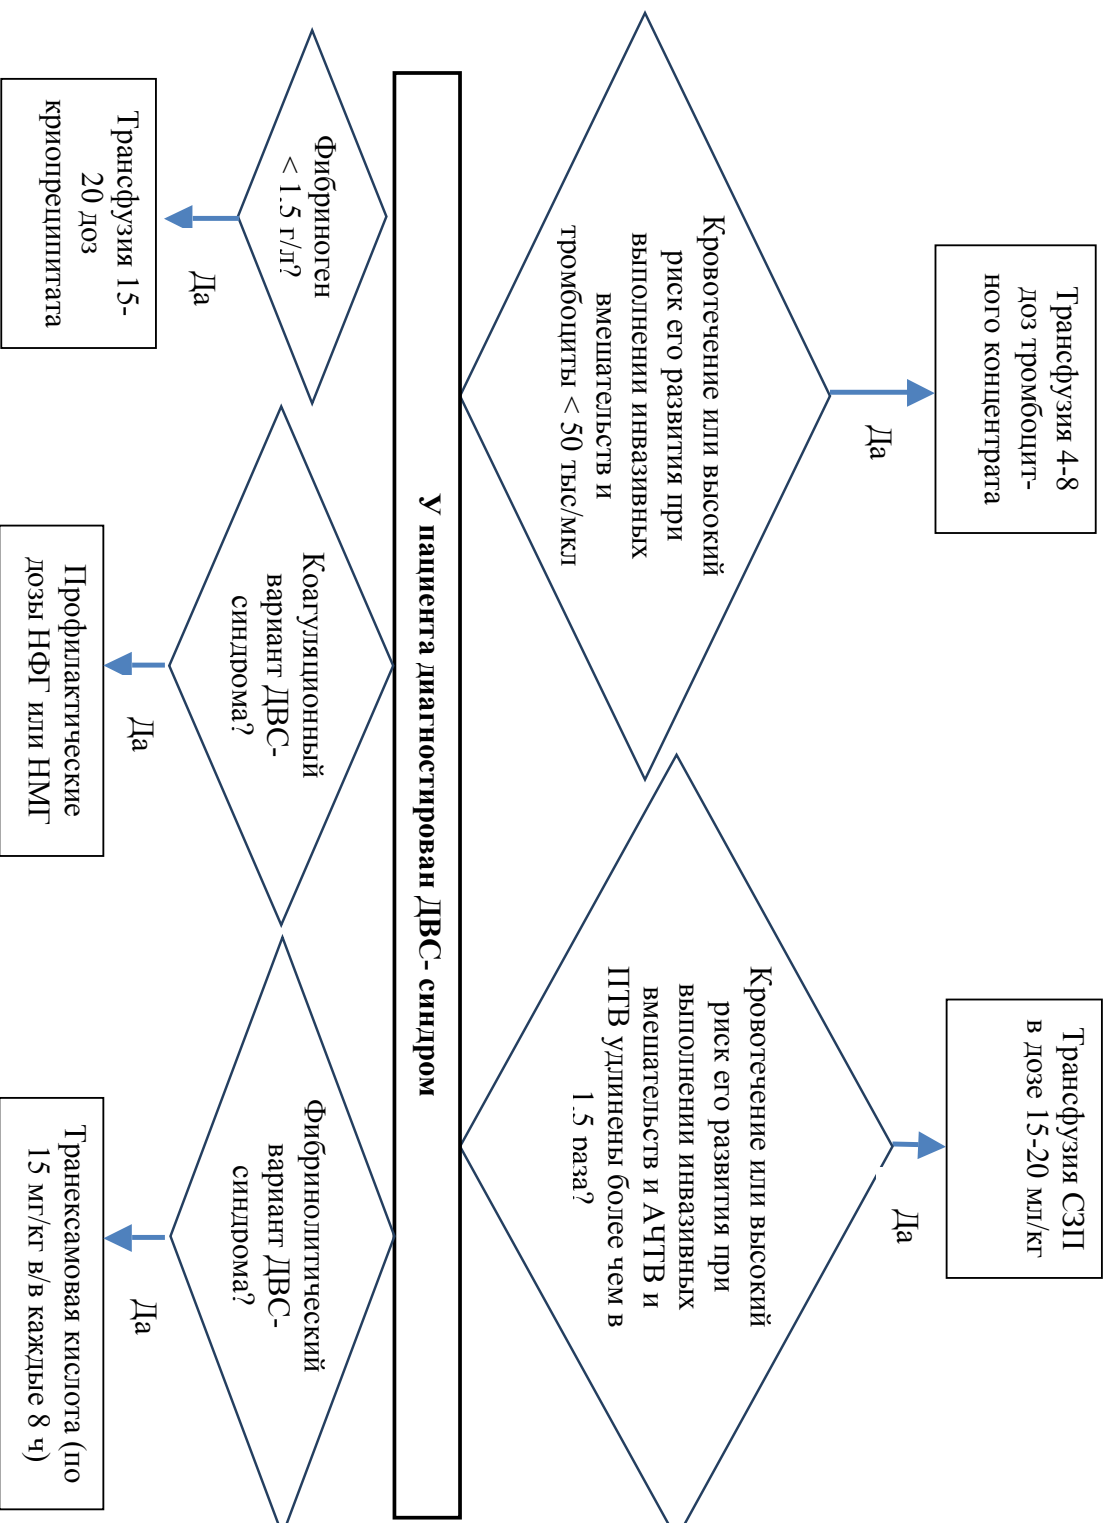 Трансфузия 4-8
доз тромбоцит-
ного концентрата
Трансфузия СЗП
в дозе 15-20 мл/кг
Да
Да
Кровотечение или высокий
риск его развития при
выполнении инвазивных
вмешательств и
тромбоциты < 50 тыс/мкл
Кровотечение или высокий
риск его развития при
выполнении инвазивных
вмешательств и АЧТВ и
ПТВ удлинены более чем в
1.5 раза?
У пациента диагностирован ДВС- синдром
Фибриноген
< 1.5 г/л?
Коагуляционный
вариант ДВС-
синдрома?
Фибринолитический
вариант ДВС-
синдрома?
Да
Да
Да
Трансфузия 15-
20 доз
криопреципитата
Профилактические
дозы НФГ или НМГ
Транексамовая кислота (по
15 мг/кг в/в каждые 8 ч)